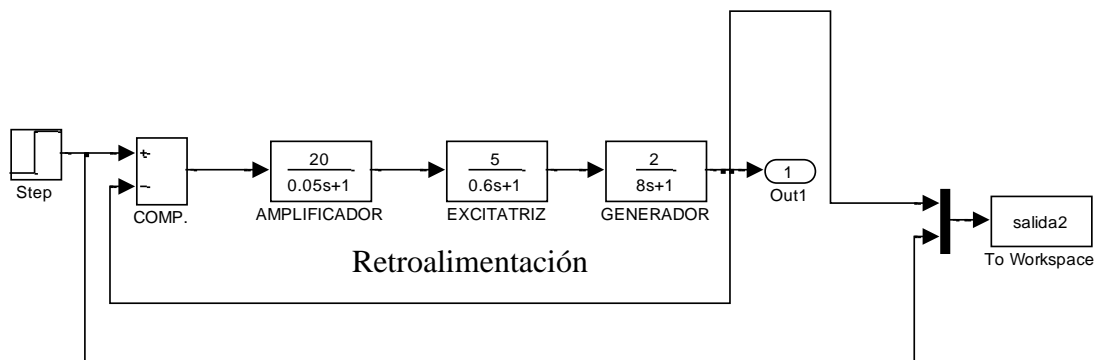 Step
+
−
COMP.
20
0.05s+1
AMPLIFICADOR
5
0.6s+1
EXCITATRIZ
2
8s+1
GENERADOR
1
Out1
salida2
To Workspace
Retroalimentación